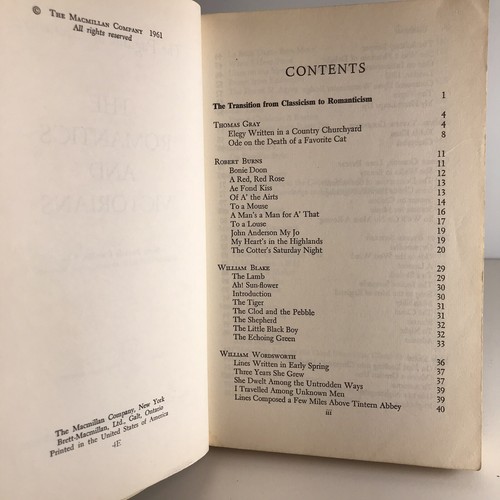 © THE MACMILLAN COMPANY 1961
All rights reserved
The Macmillan Company, New York
Brett-Macmillan, Ltd., Galt, Ontario
Printed in the United States of America
4E
CONTENTS
The Transition from Classicism to Romanticism 1
THOMAS GRAY 4
Elegy Written in a Country Churchyard 4
Ode on the Death of a Favorite Cat 8
ROBERT BURNS 11
Bonie Doon 11
A Red, Red Rose 12
Ae Fond Kiss 13
Of A' the Airts 13
To a Mouse 14
A Man's a Man for A' That 16
To a Louse 17
John Anderson My Jo 19
My Heart's in the Highlands 19
The Cotter's Saturday Night 20
WILLIAM BLAKE 29
The Lamb 29
Ah! Sun-flower 30
Introduction 30
The Tiger 31
The Clod and the Pebble 31
The Shepherd 32
The Little Black Boy 32
The Echoing Green 33
WILLIAM WORDSWORTH 36
Lines Written in Early Spring 37
Three Years She Grew 37
She Dwelt Among the Untrodden Ways 39
I Travelled Among Unknown Men 39
Lines Composed a Few Miles Above Tintern Abbey 40
iii